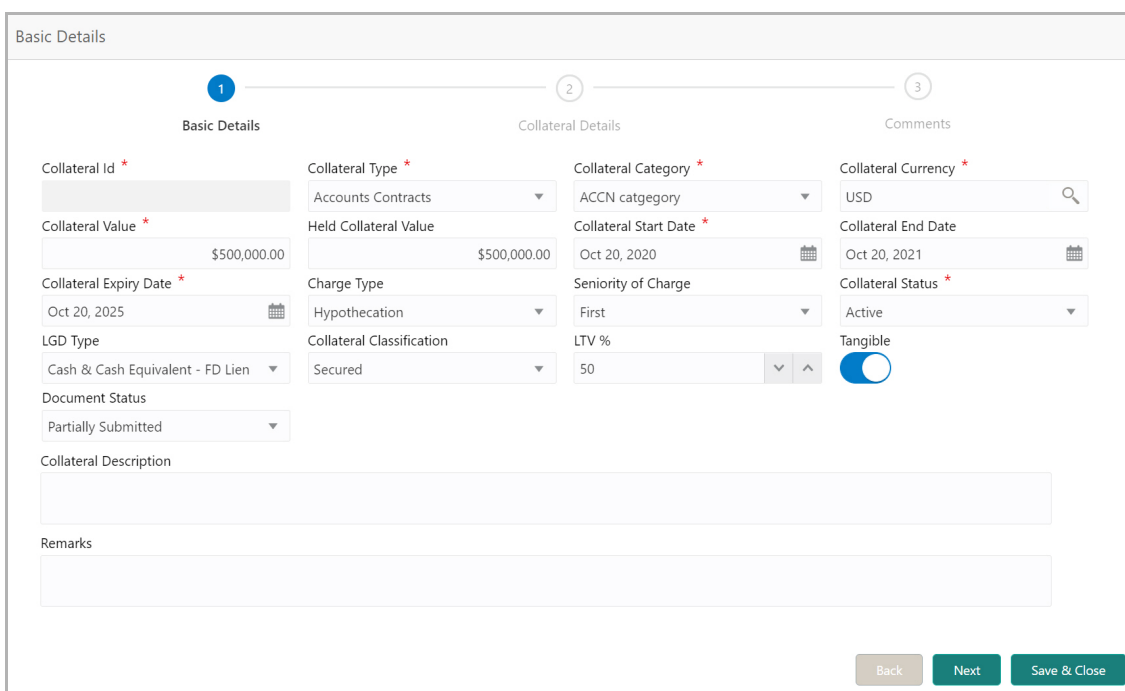 Basic Details
1 2 3
Basic Details Collateral Details Comments
Collateral Id * Collateral Type * Collateral Category * Collateral Currency *
Accounts Contracts ACCN catgegory USD
Collateral Value * Held Collateral Value Collateral Start Date * Collateral End Date
$500,000.00 $500,000.00 Oct 20, 2020 Oct 20, 2021
Collateral Expiry Date * Charge Type Seniority of Charge Collateral Status *
Oct 20, 2025 Hypothecation First Active
LGD Type Collateral Classification LTV % Tangible
Cash & Cash Equivalent - FD Lien Secured 50
Document Status
Partially Submitted
Collateral Description
Remarks
Back Next Save & Close